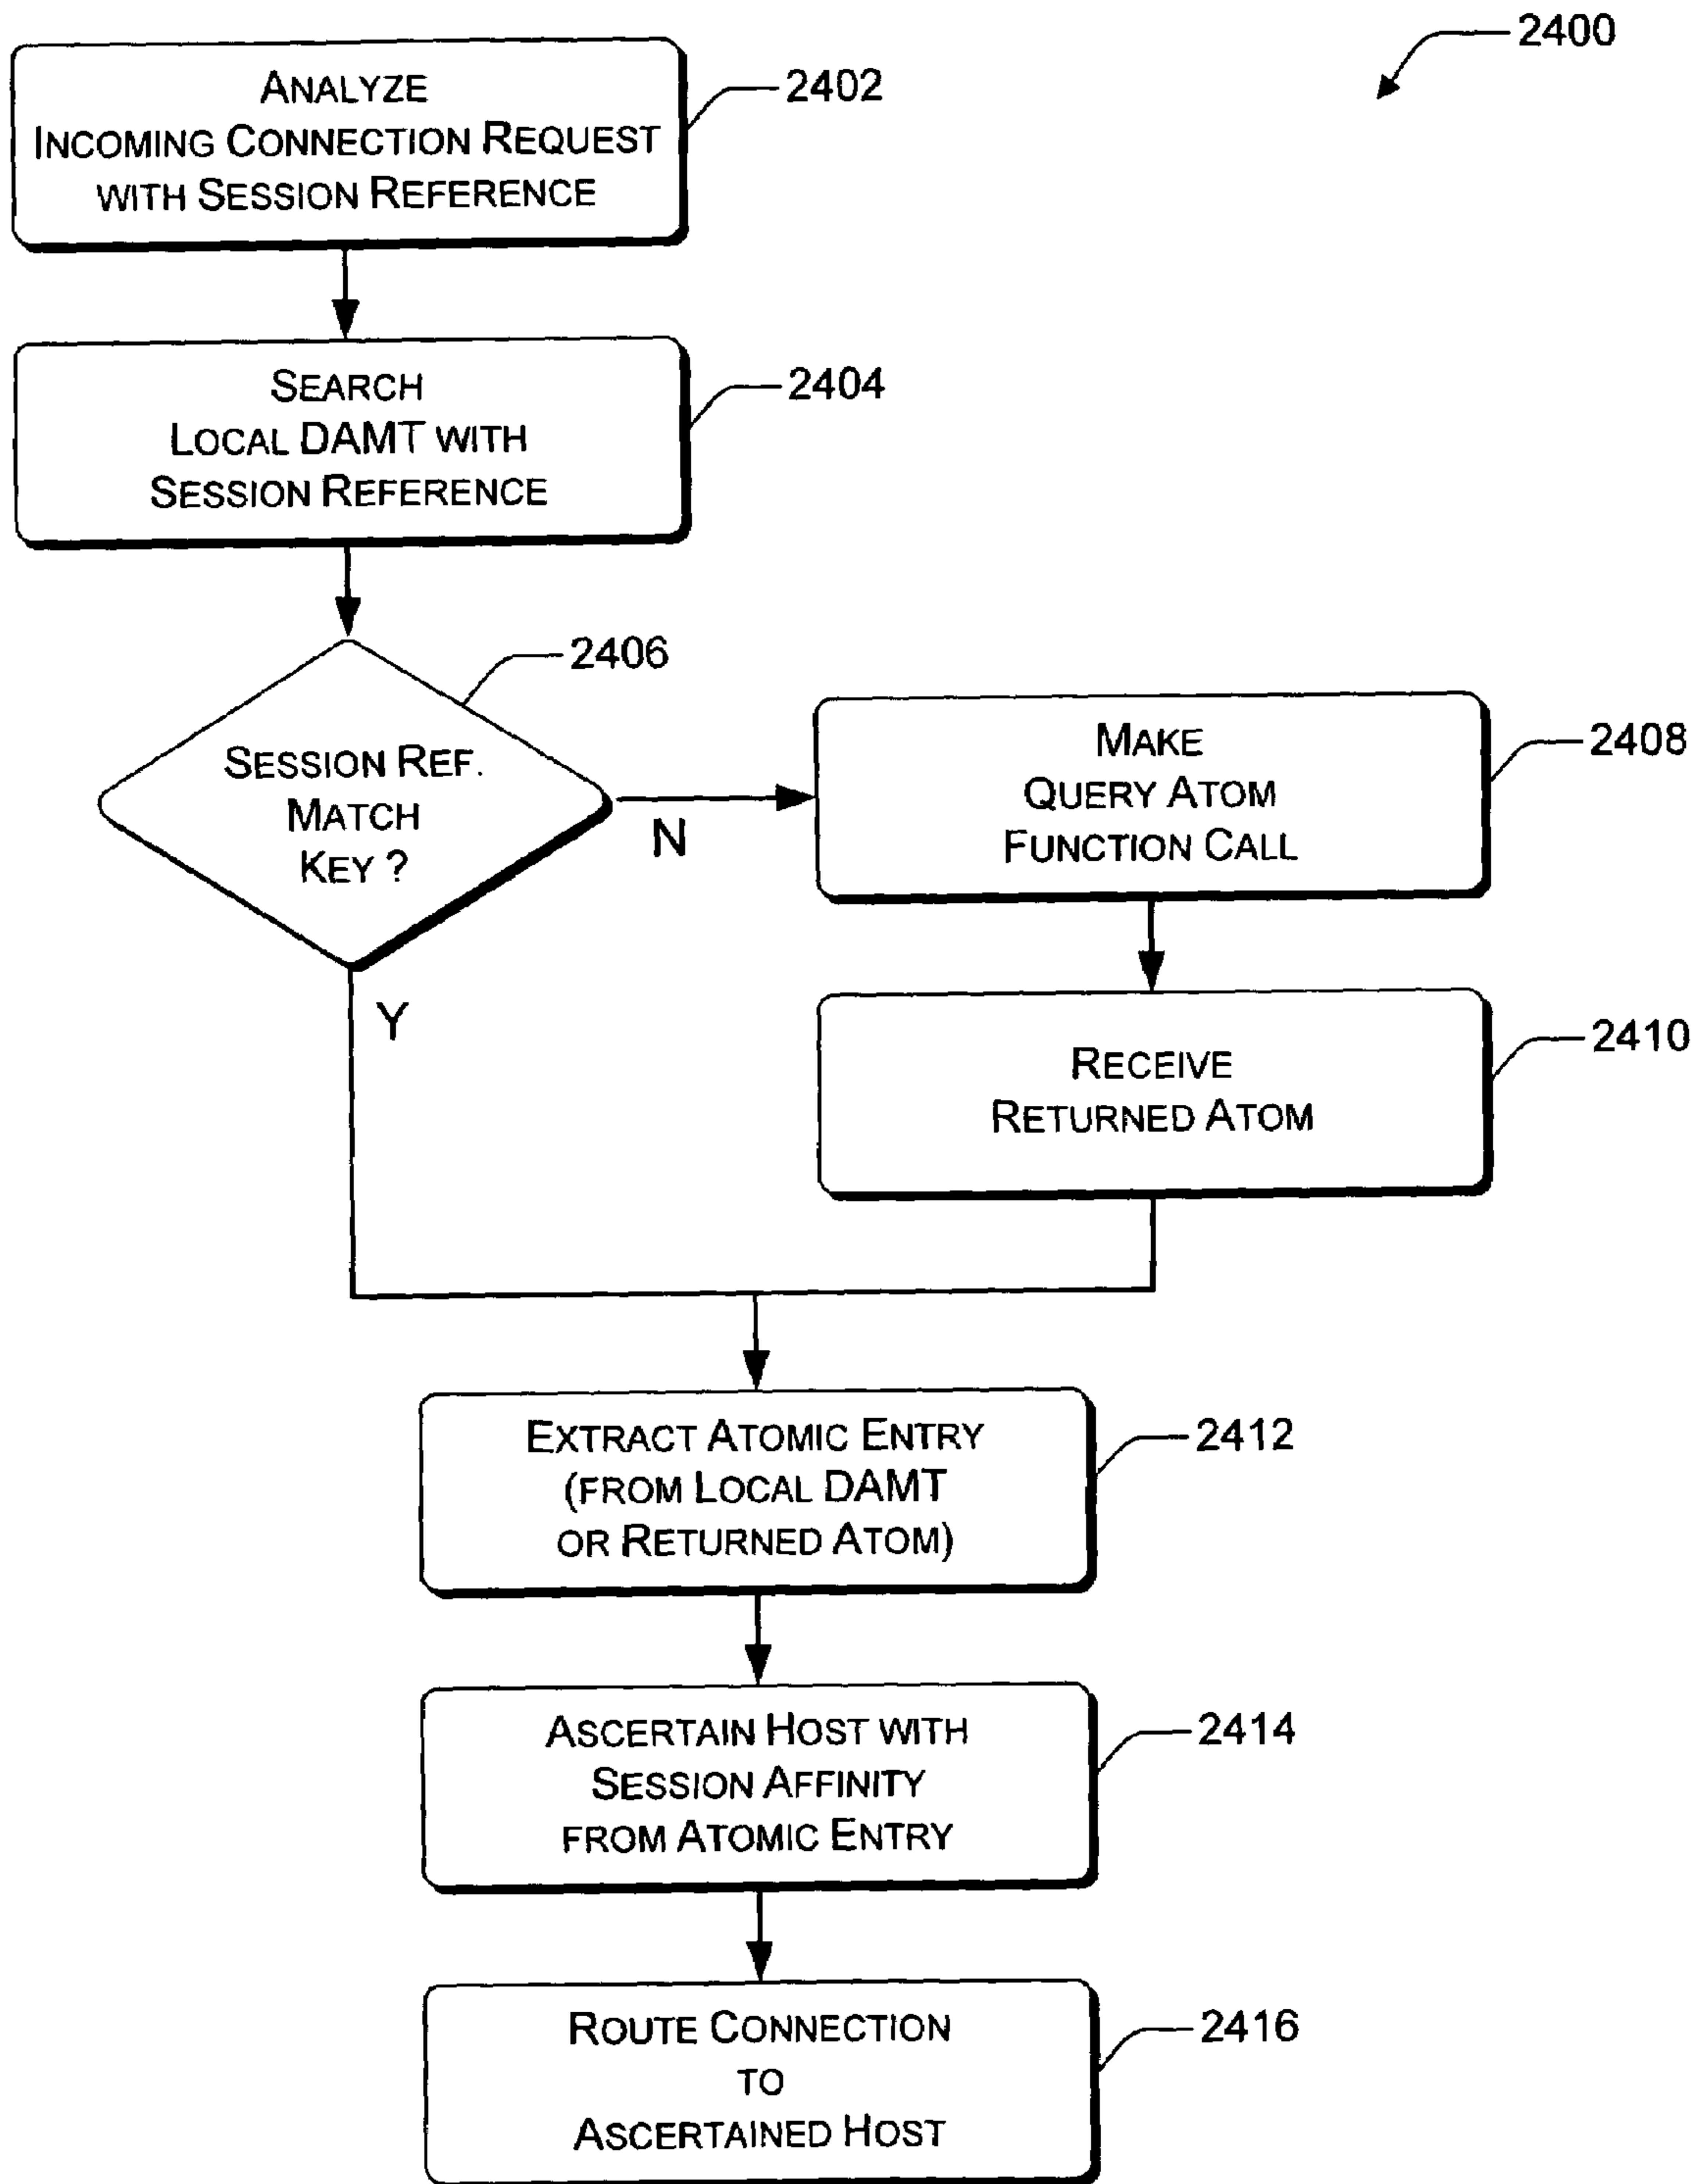 2400
ANALYZE
INCOMING CONNECTION REQUEST
WITH SESSION REFERENCE
2402
SEARCH
LOCAL DAMT WITH
SESSION REFERENCE
2404
SESSION REF.
MATCH
KEY ?
2406
N
Y
MAKE
QUERY ATOM
FUNCTION CALL
2408
RECEIVE
RETURNED ATOM
2410
EXTRACT ATOMIC ENTRY
(FROM LOCAL DAMT
OR RETURNED ATOM)
2412
ASCERTAIN HOST WITH
SESSION AFFINITY
FROM ATOMIC ENTRY
2414
ROUTE CONNECTION
TO
ASCERTAINED HOST
2416